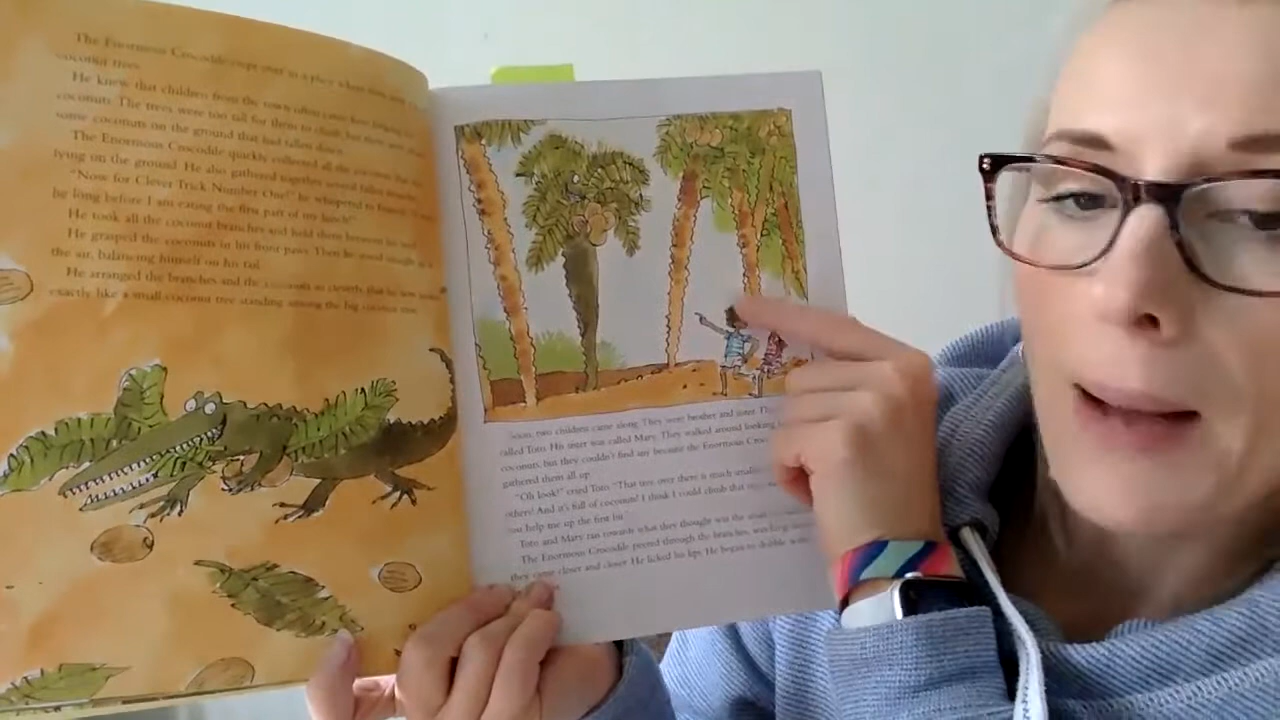 The Enormous Crocodile crept over to a place where there were
coconut trees.
He knew that children from the town often came here looking for
coconuts. The trees were too tall for them to climb, but there were always
some coconuts on the ground that had fallen down.
The Enormous Crocodile quickly collected all the coconuts that were
lying on the ground. He also gathered together several fallen branches.
"Now for Clever Trick Number One!" he whispered to himself. "It won't
be long before I am eating the first part of my lunch!"
He took all the coconut branches and held them between his teeth.
He grasped the coconuts in his front paws. Then he stood straight up in
the air, balancing himself on his tail.
He arranged the branches and the coconuts so cleverly that he now looked
exactly like a small coconut tree standing among the big coconut trees.
Soon, two children came along. They were brother and sister. The
called Toto. His sister was called Mary. They walked around looking
coconuts, but they couldn't find any because the Enormous Croc
gathered them all up.
"Oh look!" cried Toto. "That tree over there is much small
others! And it's full of coconuts! I think I could climb that
you help me up the first bit."
Toto and Mary ran towards what they thought was the small
The Enormous Crocodile peered through the branches, watching
they came closer and closer. He licked his lips. He began to dribble with